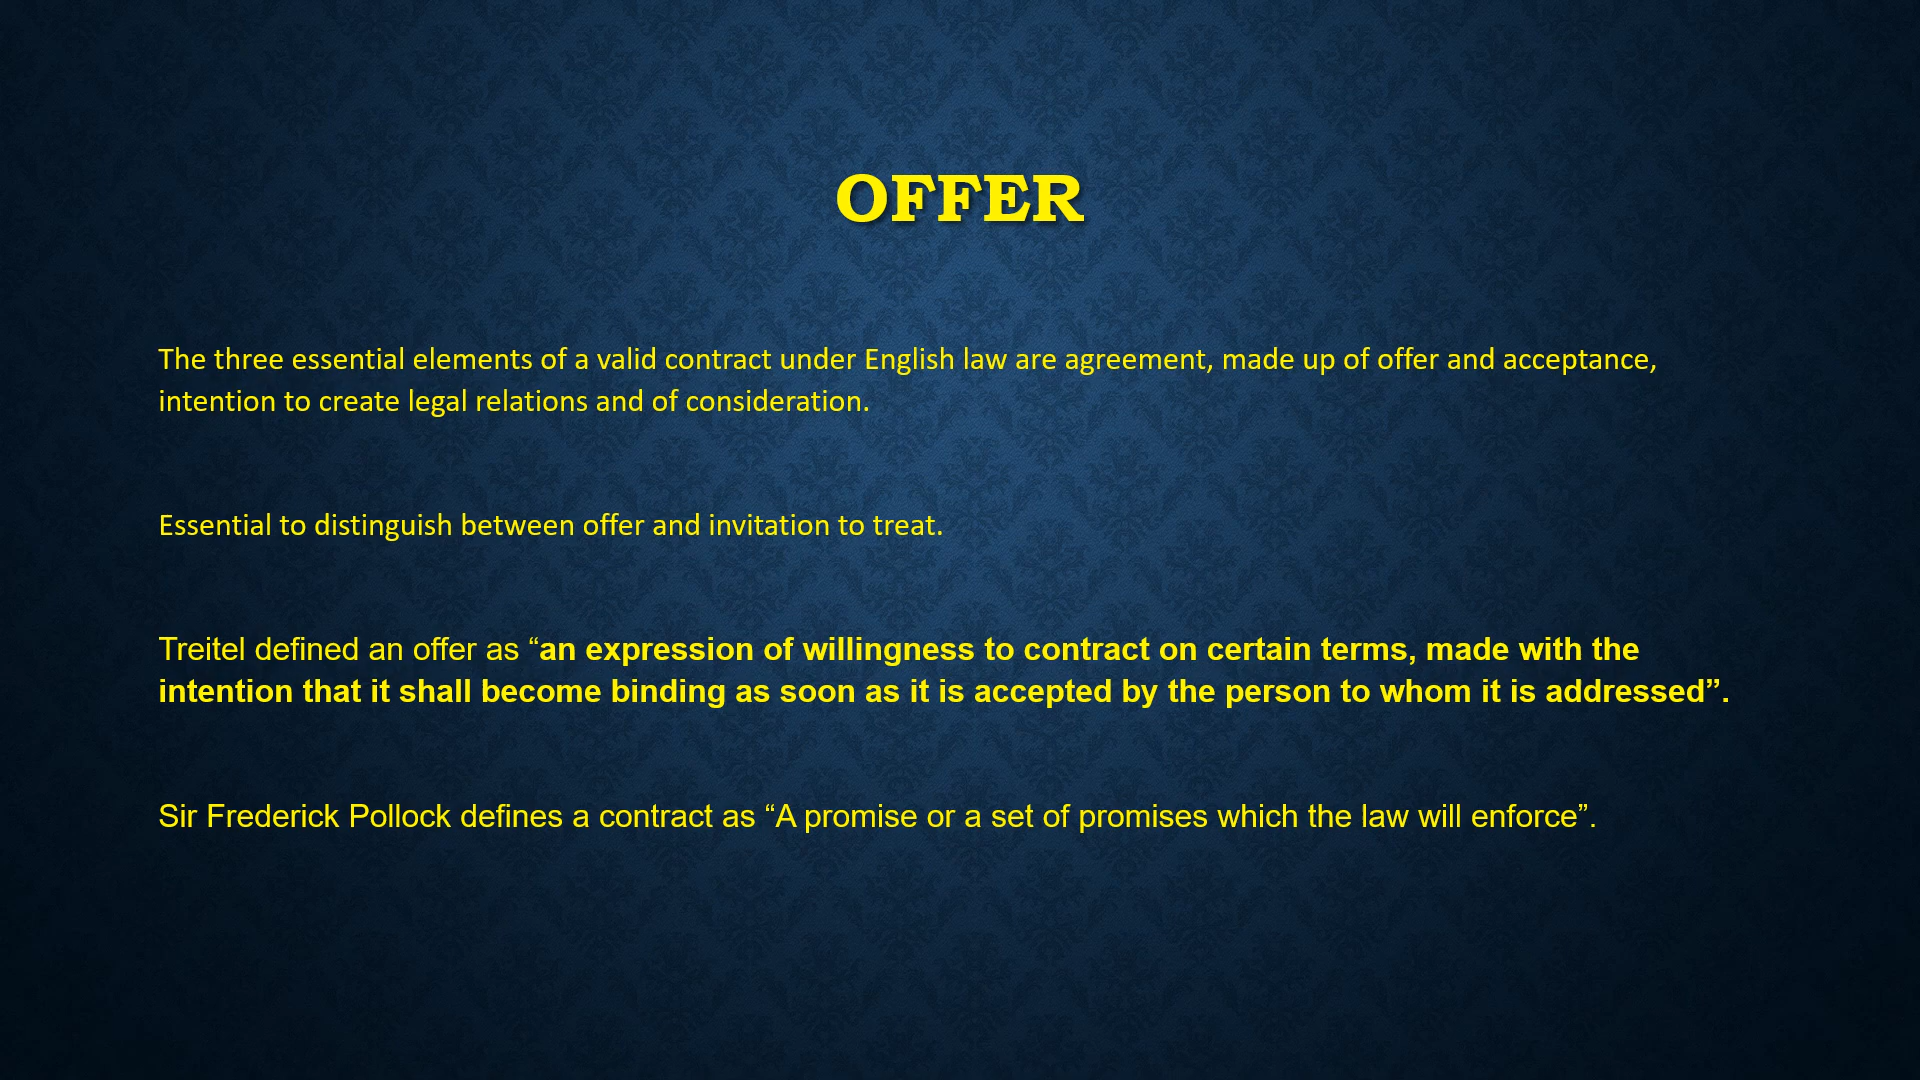 OFFER
The three essential elements of a valid contract under English law are agreement, made up of offer and acceptance,
intention to create legal relations and of consideration.
Essential to distinguish between offer and invitation to treat.
Treitel defined an offer as “an expression of willingness to contract on certain terms, made with the
intention that it shall become binding as soon as it is accepted by the person to whom it is addressed”.
Sir Frederick Pollock defines a contract as “A promise or a set of promises which the law will enforce”.